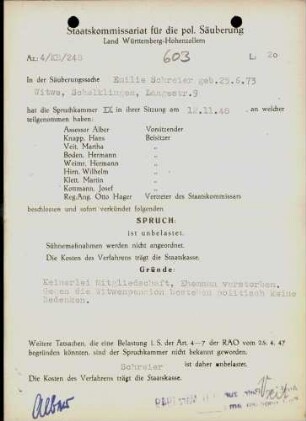 Staatskommissariat für die pol. Säuberung
Land Württemberg-Hohenzollern
Az: 4/ 603 L. 20
In der Säuberungssache Emilie Schreier geb.23.6.73
Witwe, Schelklingen, Langestr.9
hat die Spruchkammer IX in ihrer Sitzung am 12.11.48 an welcher
teilgenommen haben:
Assessor Alber Vorsitzender
Knapp, Hans Beisitzer
Veit, Martha „
Boden, Hermann „
Weimr, Hermann „
Hirn, Wilhelm „
Klett, Martin „
Kottmann, Josef „
Reg.Ang. Otto Hager Vertreter des Staatskommissars
beschlossen und sofort verkündet folgenden
SPRUCH:
ist unbelastet.
Sühnemaßnahmen werden nicht angeordnet.
Die Kosten des Verfahrens trägt die Staatskasse.
Gründe:
Keinerlei Mitgliedschaft, Ehemann verstorben.
Gegen die Witwenpension bestehen politisch keine
Bedenken.
Weitere Tatsachen, die eine Belastung i. S. der Art. 4–7 der RAO vom 25. 4. 47
begründen könnten, sind der Spruchkammer nicht bekannt geworden.
Schreier ist daher unbelastet.
Die Kosten des Verfahrens trägt die Staatskasse.
Alber Veit